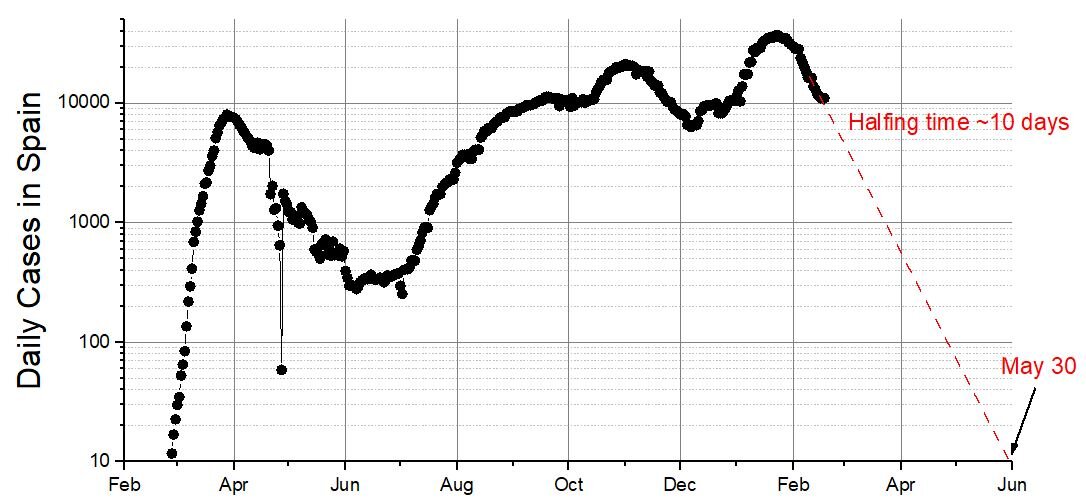 Daily Cases in Spain
10000
1000
100
10
Halfing time ~10 days
May 30
Feb Apr Jun Aug Oct Dec Feb Apr Jun